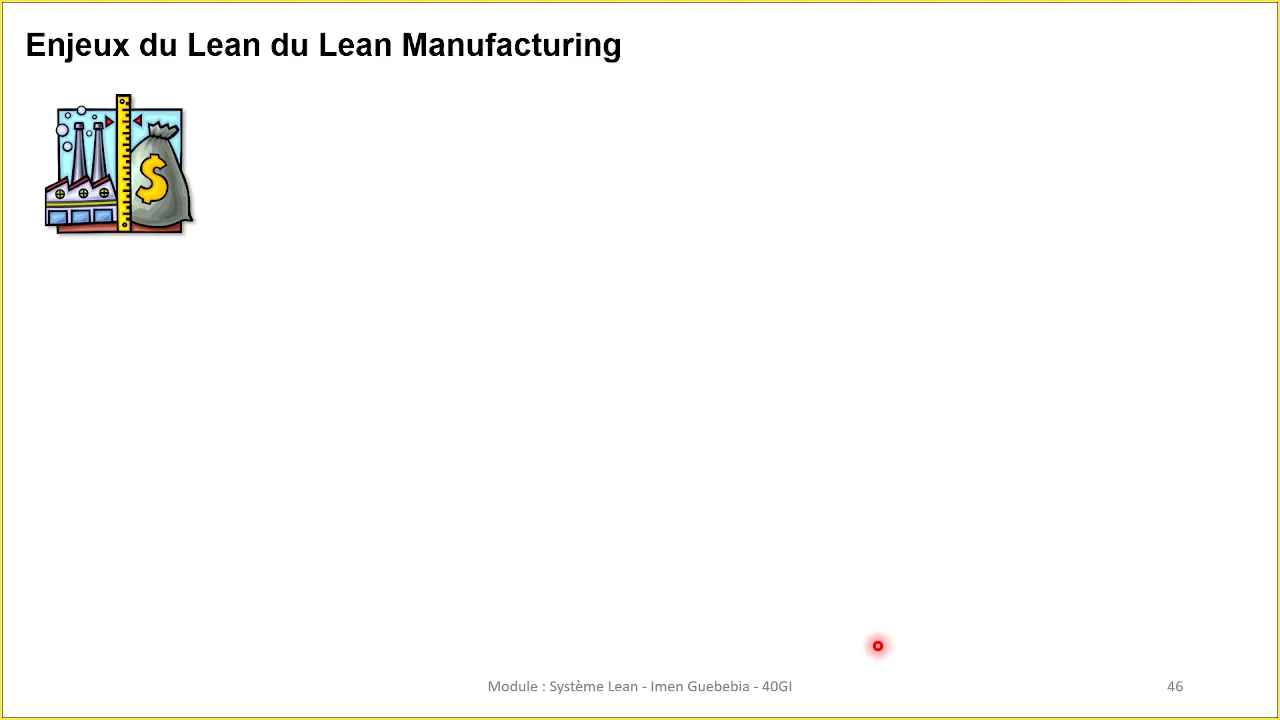 Enjeux du Lean du Lean Manufacturing
$
Module : Système Lean - Imen Guebebia - 40GI
46